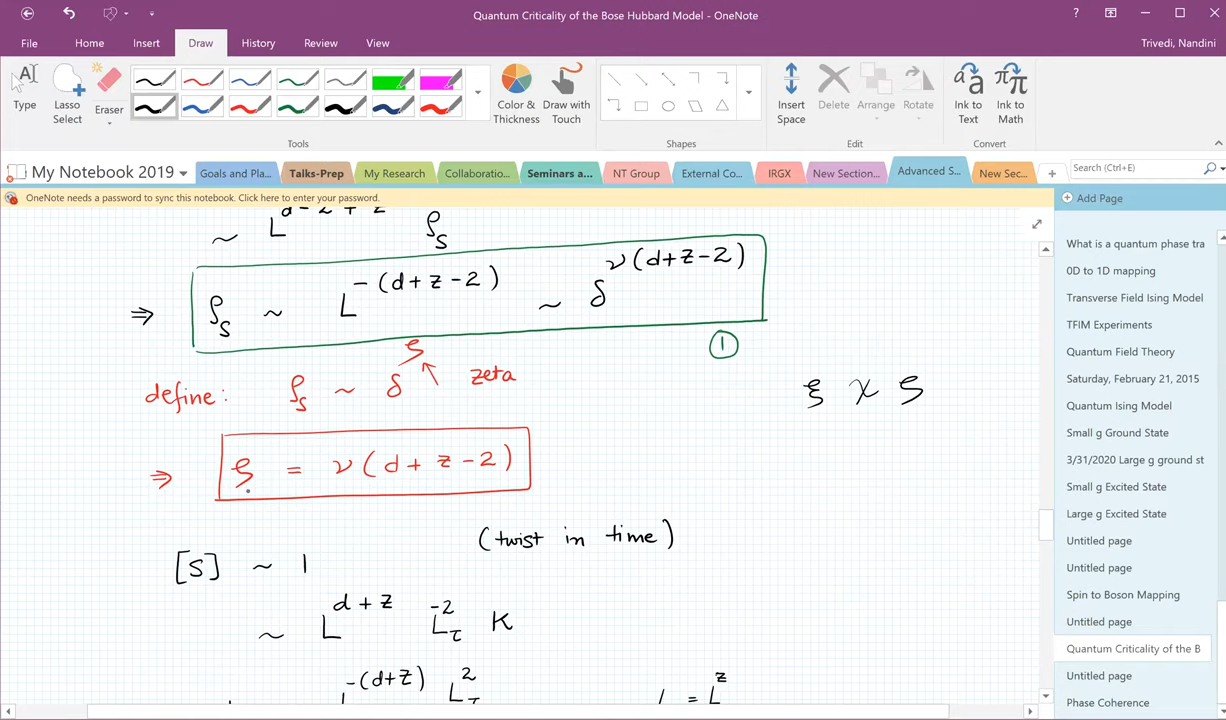 Quantum Criticality of the Bose Hubbard Model - OneNote
Trivedi, Nandini
File Home Insert Draw History Review View
Type
Lasso Select
Eraser
Color & Thickness
Draw with Touch
Insert Space
Delete
Arrange
Rotate
Ink to Text
Ink to Math
Tools
Shapes
Edit
Convert
My Notebook 2019
Goals and Pla... Talks-Prep My Research Collaboratio... Seminars a... NT Group External Co... IRGX New Section... Advanced S... New Sec...
Search (Ctrl+E)
OneNote needs a password to sync this notebook. Click here to enter your password.
Add Page
What is a quantum phase tra
0D to 1D mapping
Transverse Field Ising Model
TFIM Experiments
Quantum Field Theory
Saturday, February 21, 2015
Quantum Ising Model
Small g Ground State
3/31/2020 Large g ground st
Small g Excited State
Large g Excited State
Untitled page
Untitled page
Spin to Boson Mapping
Untitled page
Quantum Criticality of the B
Untitled page
Phase Coherence
~ L^{d-2+z} ρ_s
⇒ ρ_s ~ L^{-(d+z-2)} ~ δ^{ν(d+z-2)}
①
define: ρ_s ~ δ^ζ zeta
ξ χ ζ
⇒ ζ = ν(d+z-2)
(twist in time)
[S] ~ 1
~ L^{d+z} L_τ^{-2} K
-(d+z) L_τ^2 L = L^z